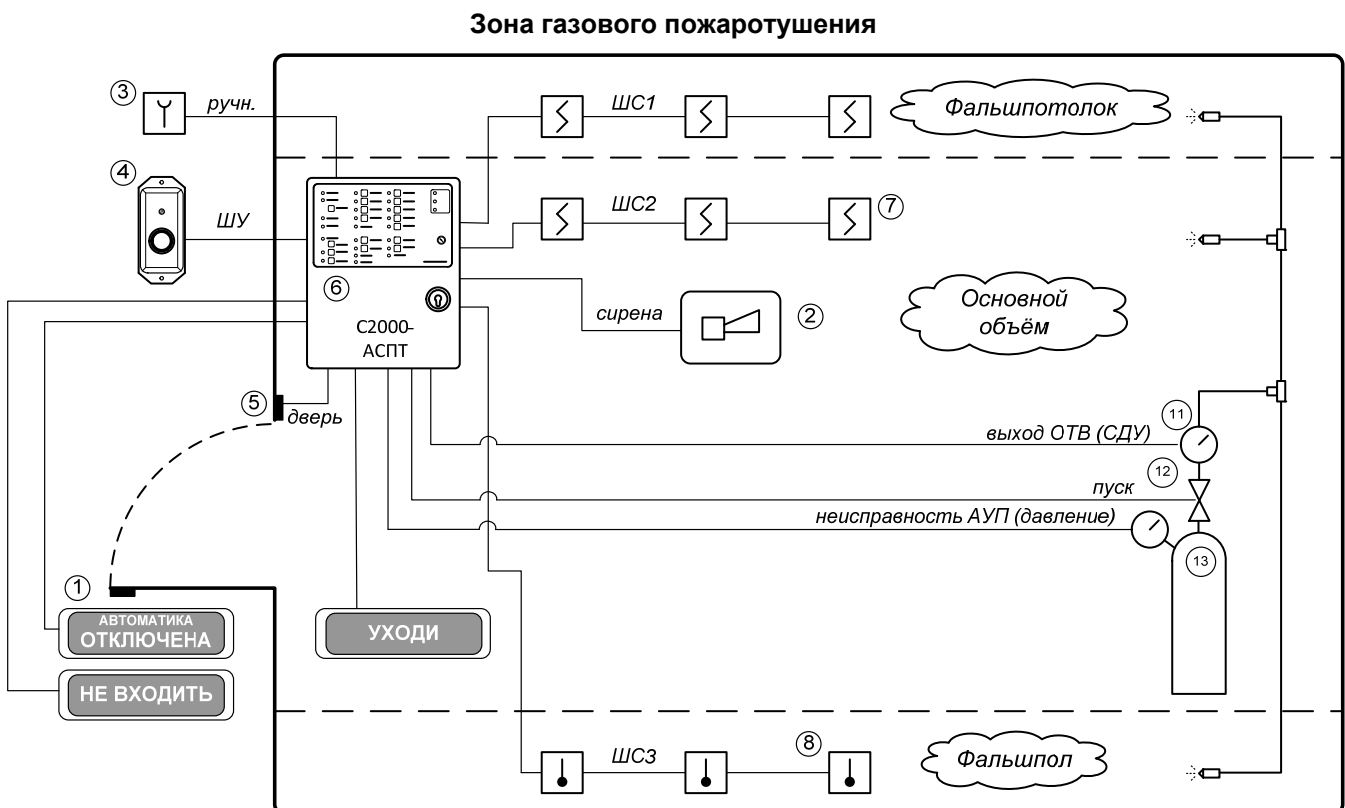 Зона газового пожаротушения
3
ручн.
ШС1
Фальшпотолок
4
ШУ
ШС2
7
6
сирена
2
Основной
объём
С2000-
АСПТ
5
дверь
11
выход ОТВ (СДУ)
12
пуск
неисправность АУП (давление)
13
1
АВТОМАТИКА
ОТКЛЮЧЕНА
УХОДИ
НЕ ВХОДИТЬ
ШС3
8
Фальшпол